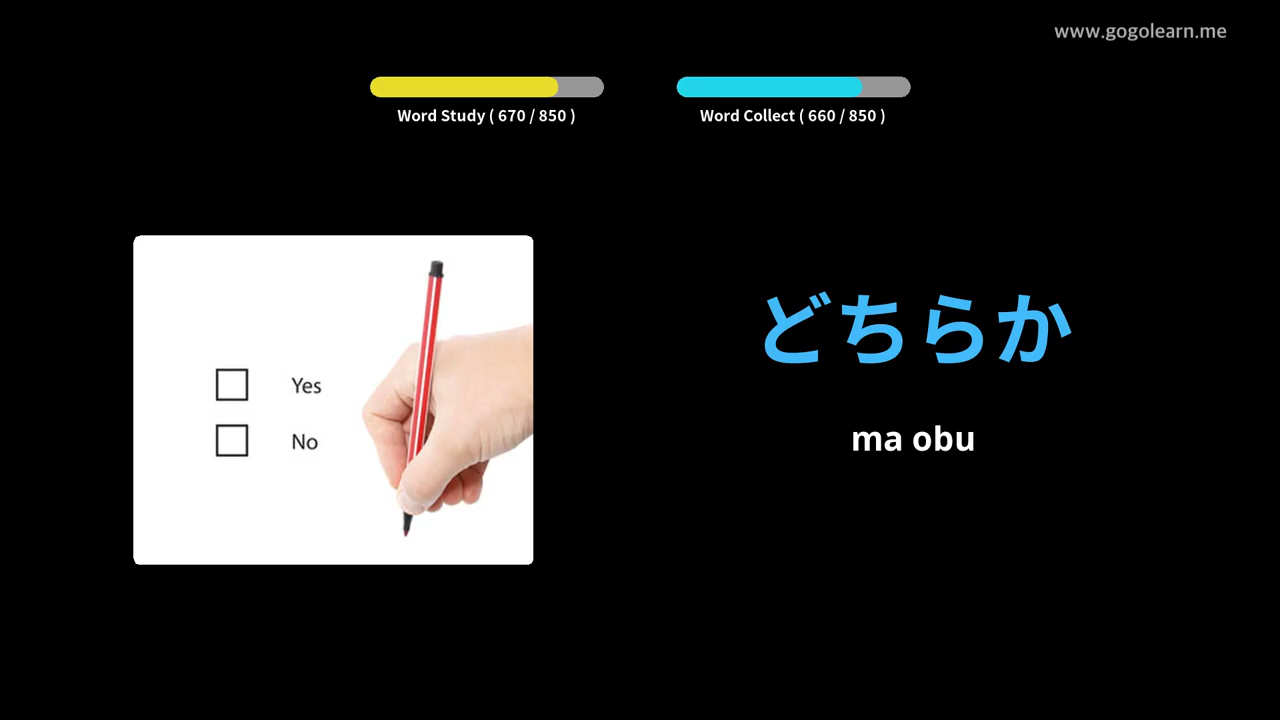 www.gogolearn.me
Word Study ( 670 / 850 )
Word Collect ( 660 / 850 )
Yes
No
どちらか
ma obu